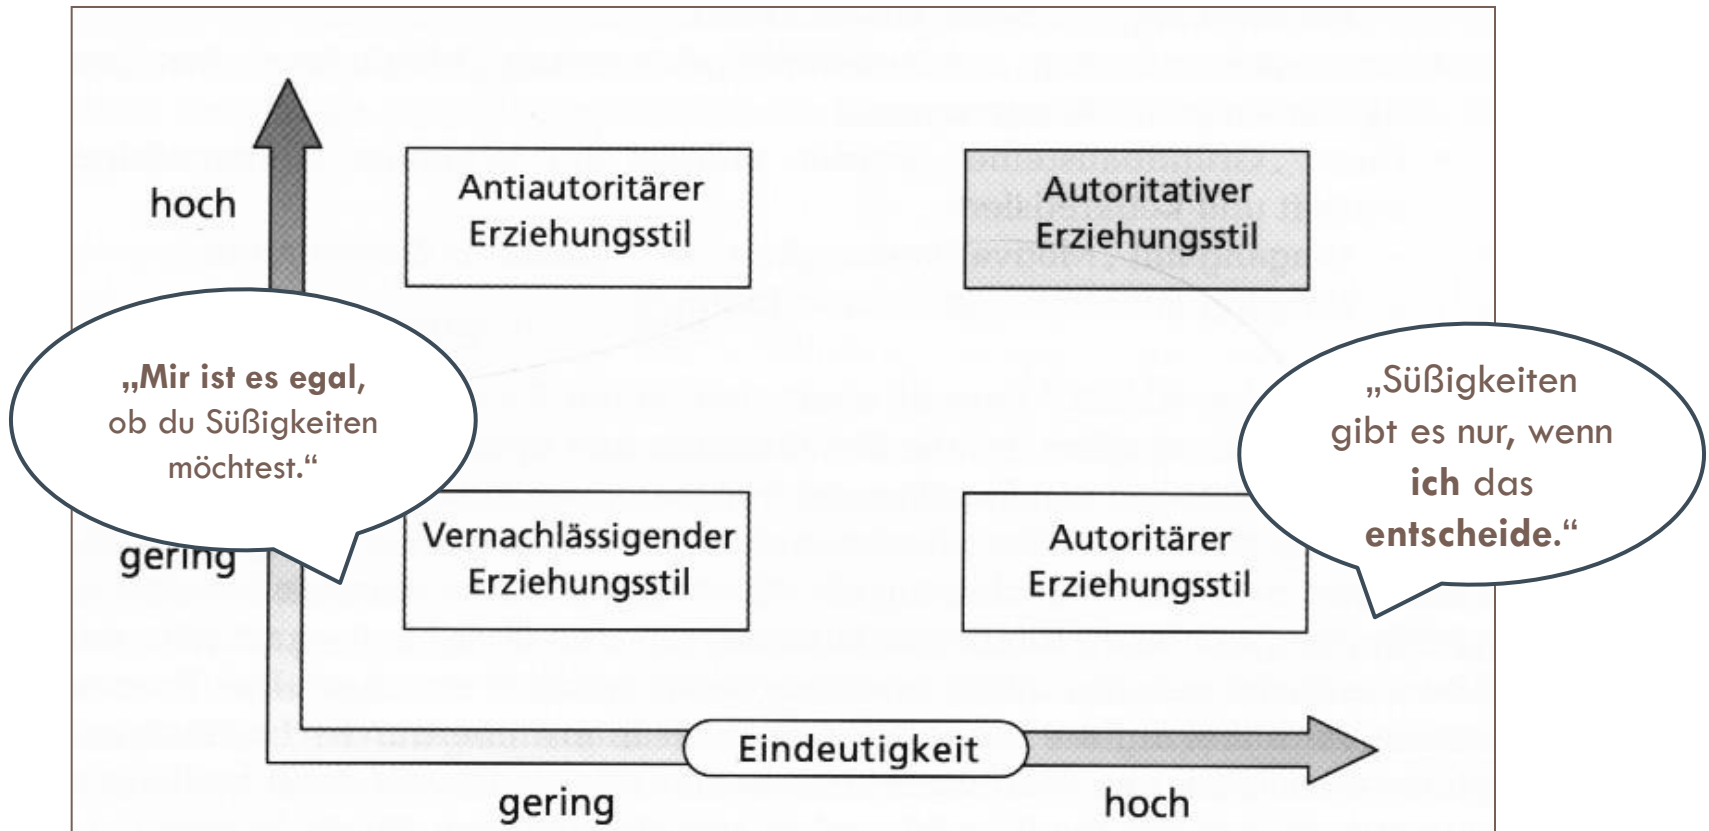 hoch
Antiautoritärer
Erziehungsstil
Autoritativer
Erziehungsstil
„Mir ist es egal,
ob du Süßigkeiten
möchtest.“
„Süßigkeiten
gibt es nur, wenn
ich das
entscheide.“
gering
Vernachlässigender
Erziehungsstil
Autoritärer
Erziehungsstil
Eindeutigkeit
gering
hoch